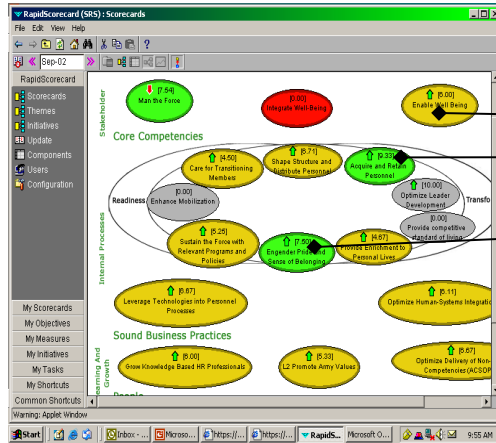 RapidScorecard (SRS) : Scorecards
File Edit View Help
Sep-02
RapidScorecard
Scorecards
Themes
Initiatives
Update
Components
Users
Configuration
My Scorecards
My Objectives
My Measures
My Initiatives
My Tasks
My Shortcuts
Common Shortcuts
Stakeholder
[7.54]
Man the Force
[0.00]
Integrate Well-Being
[6.00]
Enable Well Being
Core Competencies
Internal Processes
Readiness
Transfo
[4.50]
Care for Transitioning
Members
[6.71]
Shape Structure and
Distribute Personnel
[9.33]
Acquire and Retain
Personnel
[0.00]
Enhance Mobilization
[10.00]
Optimize Leader
Development
[0.00]
Provide competitive
standard of living
[5.25]
Sustain the Force with
Relevant Programs and
Policies
[7.50]
Engender Pride and
Sense of Belonging
[4.67]
Provide Enrichment to
Personal Lives
[6.67]
Leverage Technologies into Personnel
Processes
[6.11]
Optimize Human-Systems Integratio
Sound Business Practices
Learning And
Growth
[6.00]
Grow Knowledge Based HR Professionals
[5.33]
L2 Promote Army Values
[6.67]
Optimize Delivery of Non-
Competencies (ACSOP
People
Warning: Applet Window
Start
Inbox - ...
Microso...
https://...
https://...
RapidS...
Microsoft O...
9:55 AM